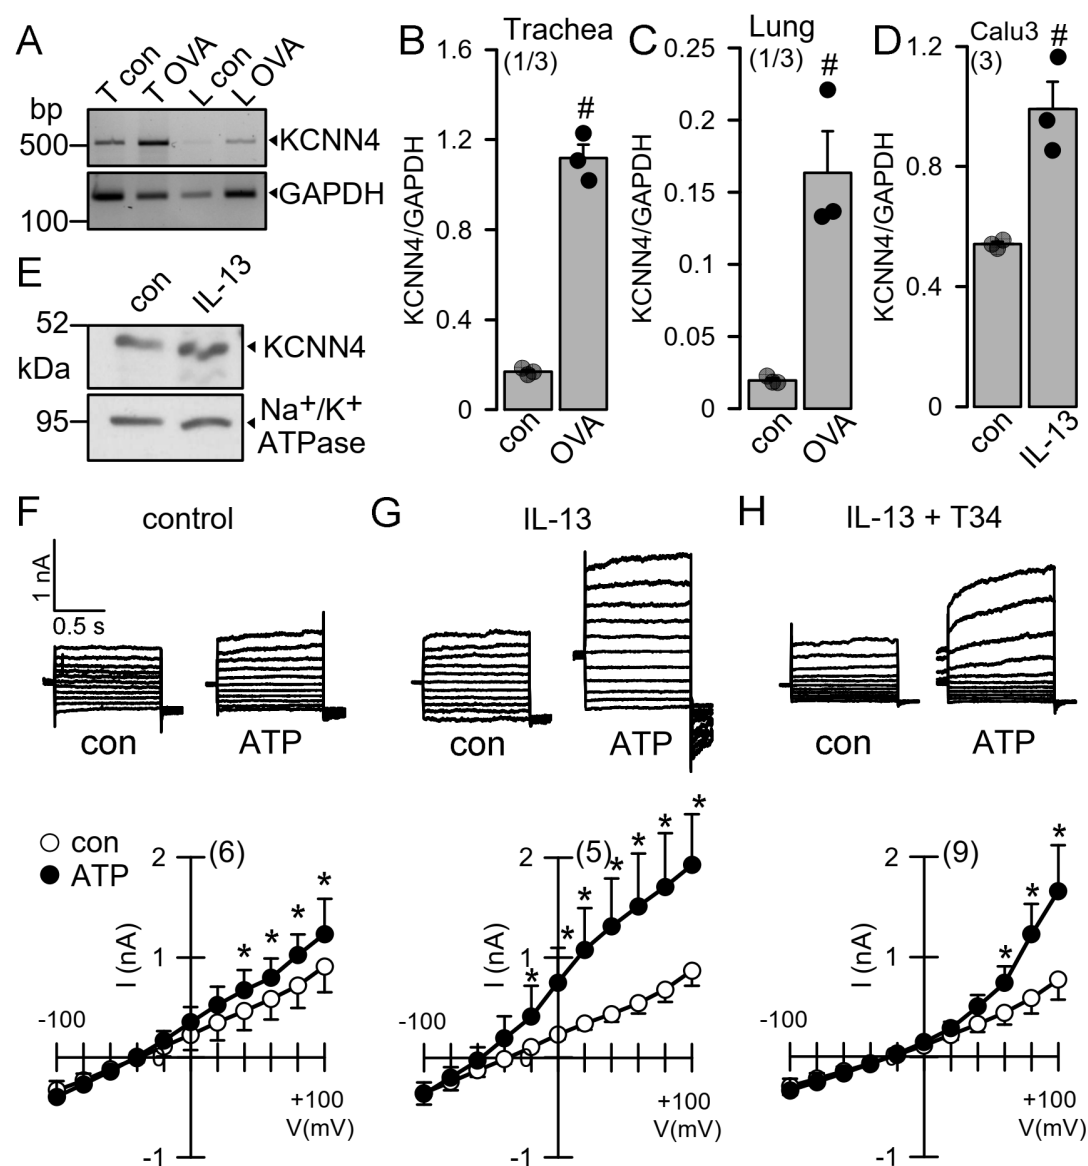 A
T con
T OVA
L con
L OVA
bp
500
KCNN4
GAPDH
100
B
Trachea
(1/3)
KCNN4/GAPDH
1.6
1.2
0.8
0.4
0
#
con
OVA
C
Lung
(1/3)
KCNN4/GAPDH
0.25
0.2
0.15
0.1
0.05
0
#
con
OVA
D
Calu3
(3)
KCNN4/GAPDH
1.2
0.8
0.4
0
#
con
IL-13
E
con
IL-13
52
kDa
KCNN4
95
Na+/K+
ATPase
F
control
1 nA
0.5 s
con
ATP
G
IL-13
con
ATP
H
IL-13 + T34
con
ATP
con
ATP
2
(6)
* * * *
I (nA)
1
-100
0
+100
V(mV)
-1
2
(5)
* * * * * * *
I (nA)
1
-100
0
+100
V(mV)
-1
2
(9)
* * *
I (nA)
1
-100
+100
V(mV)
-1